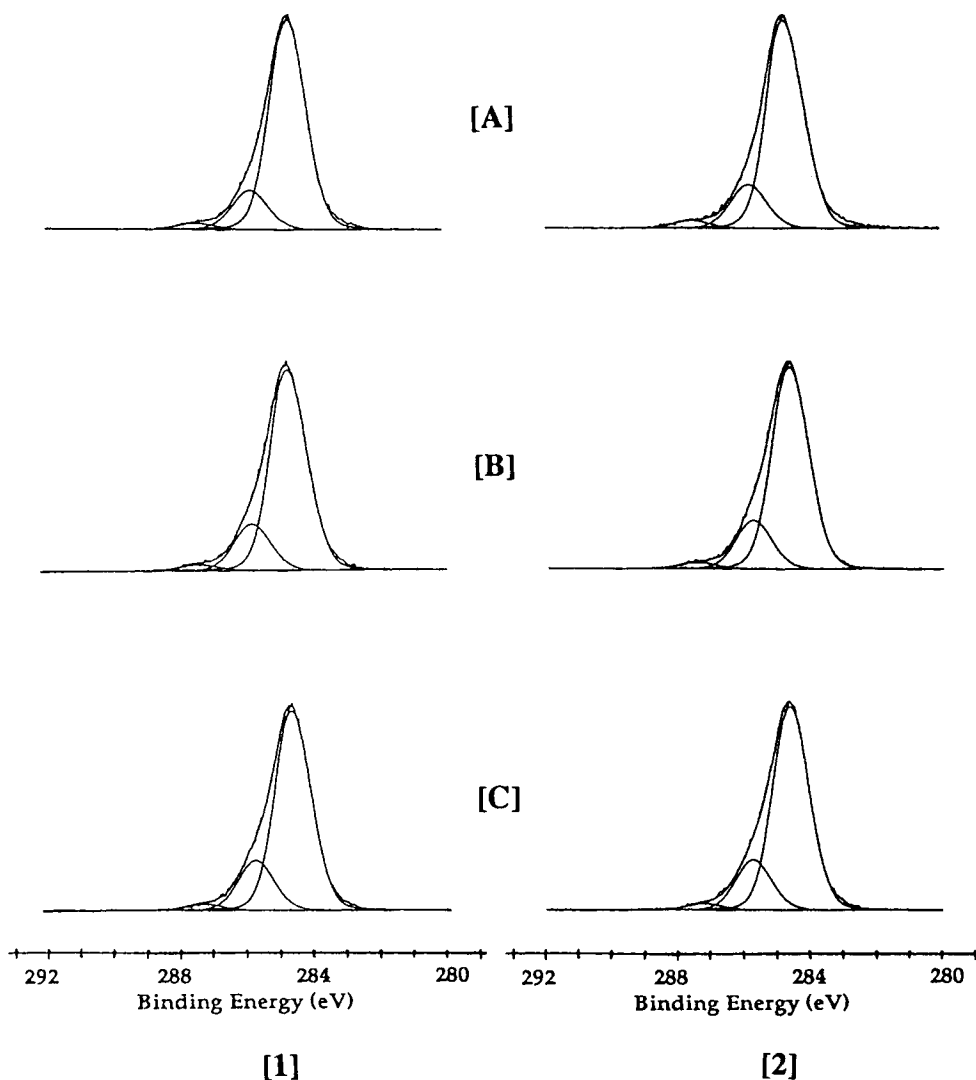 [A]
[B]
[C]
292 288 284 280 292 288 284 280
Binding Energy (eV) Binding Energy (eV)
[1] [2]